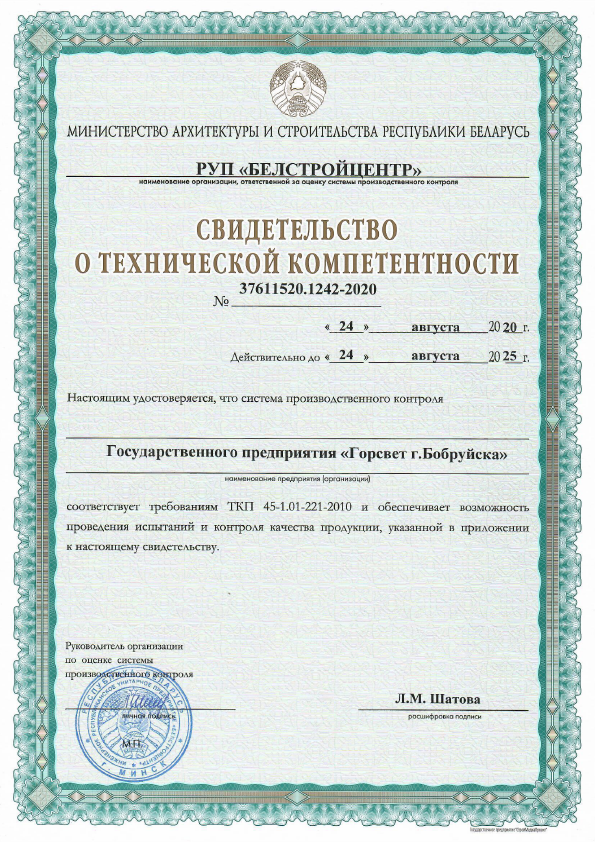 МИНИСТЕРСТВО АРХИТЕКТУРЫ И СТРОИТЕЛЬСТВА РЕСПУБЛИКИ БЕЛАРУСЬ
РУП «БЕЛСТРОЙЦЕНТР»
наименование организации, ответственной за оценку системы производственного контроля
СВИДЕТЕЛЬСТВО
О ТЕХНИЧЕСКОЙ КОМПЕТЕНТНОСТИ
37611520.1242-2020
№
« 24 » августа 20 20 г.
Действительно до « 24 » августа 20 25 г.
Настоящим удостоверяется, что система производственного контроля
Государственного предприятия «Горсвет г.Бобруйска»
наименование предприятия (организации)
соответствует требованиям ТКП 45-1.01-221-2010 и обеспечивает возможность
проведения испытаний и контроля качества продукции, указанной в приложении
к настоящему свидетельству.
Руководитель организации
по оценке системы
производственного контроля
Л.М. Шатова
личная подпись
расшифровка подписи
М.П.
РЕСПУБЛИКА БЕЛАРУСЬ
г. МИНСК